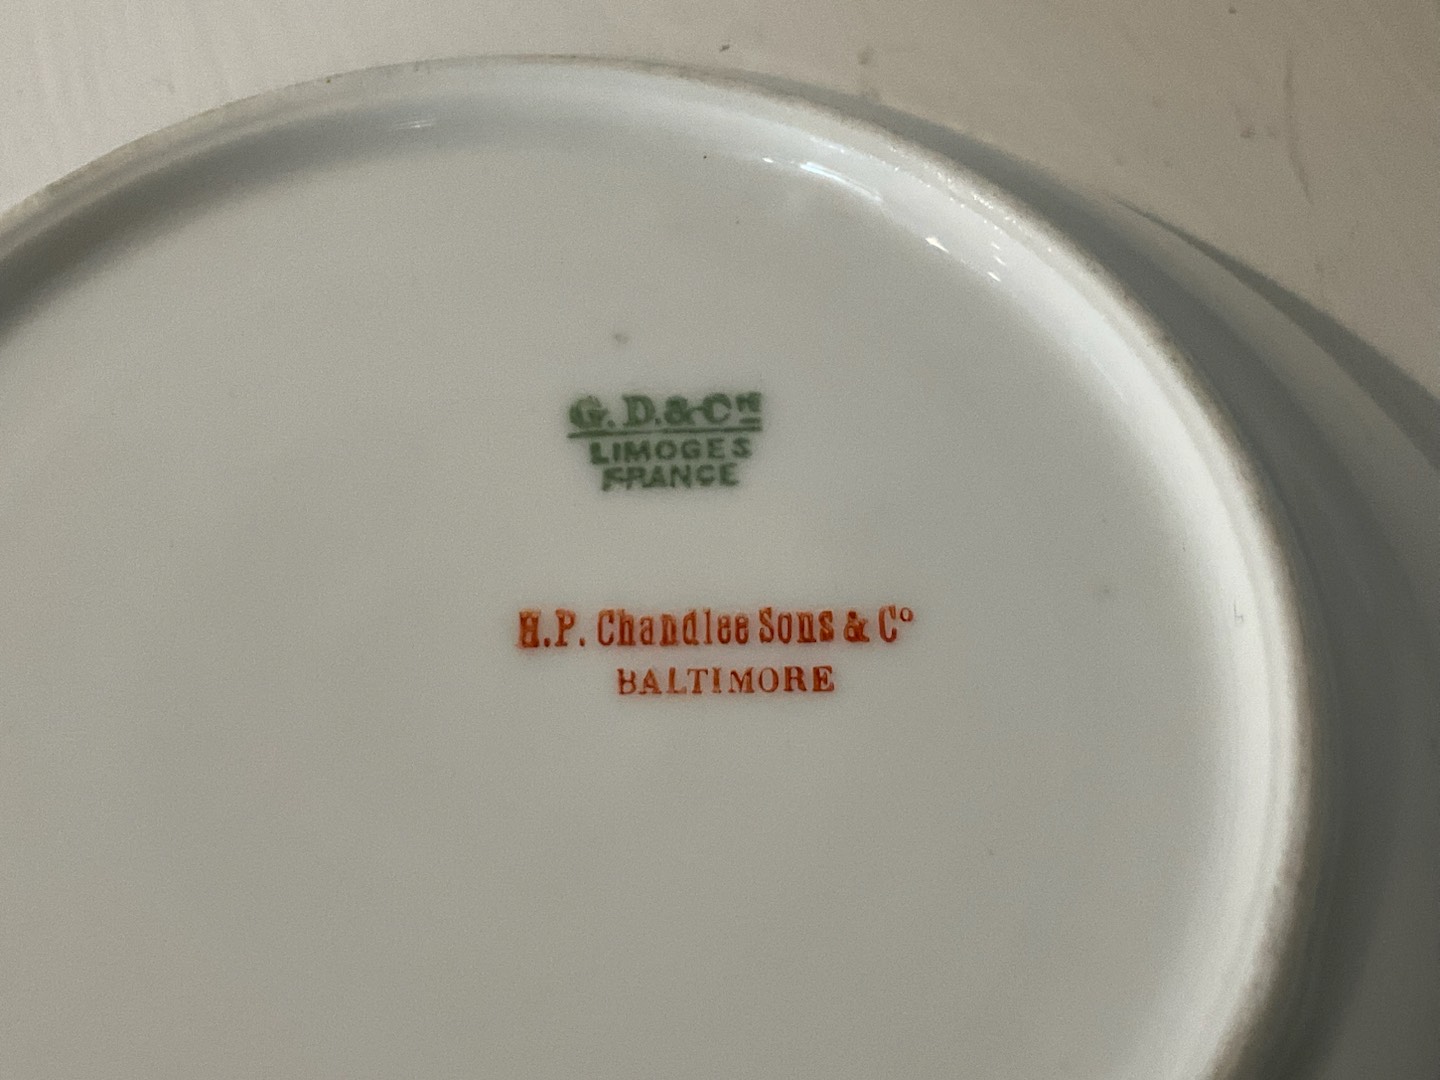 G. D. & Cie
LIMOGES
FRANCE
H.P. Chandlee Sons & Co
BALTIMORE